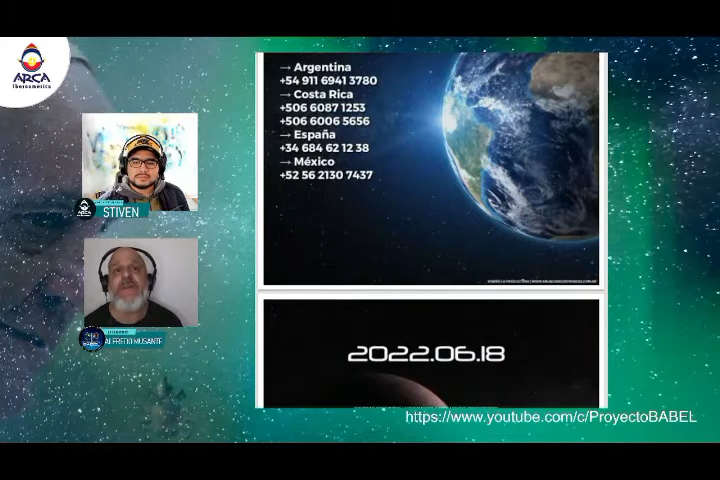 ARCA
Iberoamérica
→ Argentina
+54 911 6941 3780
→ Costa Rica
+506 6087 1253
+506 6006 5656
→ España
+34 684 62 12 38
→ México
+52 56 2130 7437
ARCA
STIVEN
ALFREDO MUSANTE
2022.06.18
https://www.youtube.com/c/ProyectoBABEL